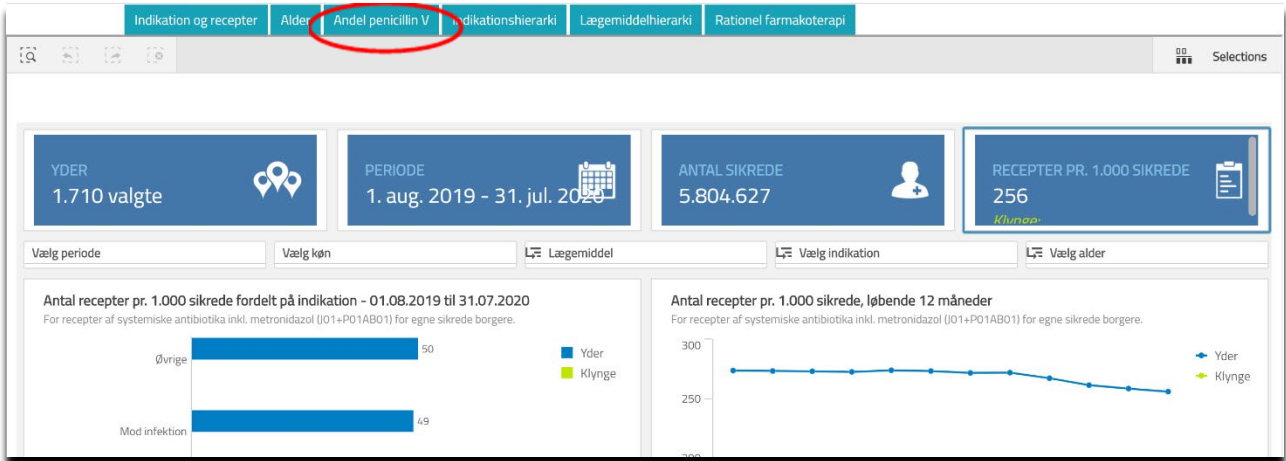 Indikation og recepter
Alder
Andel penicillin V
Indikationshierarki
Lægemiddelhierarki
Rationel farmakoterapi
Selections
YDER
1.710 valgte
PERIODE
1. aug. 2019 - 31. jul. 2020
ANTAL SIKREDE
5.804.627
RECEPTER PR. 1.000 SIKREDE
256
Klynge:
Vælg periode
Vælg køn
Lægemiddel
Vælg indikation
Vælg alder
Antal recepter pr. 1.000 sikrede fordelt på indikation - 01.08.2019 til 31.07.2020
For recepter af systemiske antibiotika inkl. metronidazol (J01+P01AB01) for egne sikrede borgere.
Øvrige
50
Mod infektion
49
Yder
Klynge
Antal recepter pr. 1.000 sikrede, løbende 12 måneder
For recepter af systemiske antibiotika inkl. metronidazol (J01+P01AB01) for egne sikrede borgere.
300
250
200
Yder
Klynge